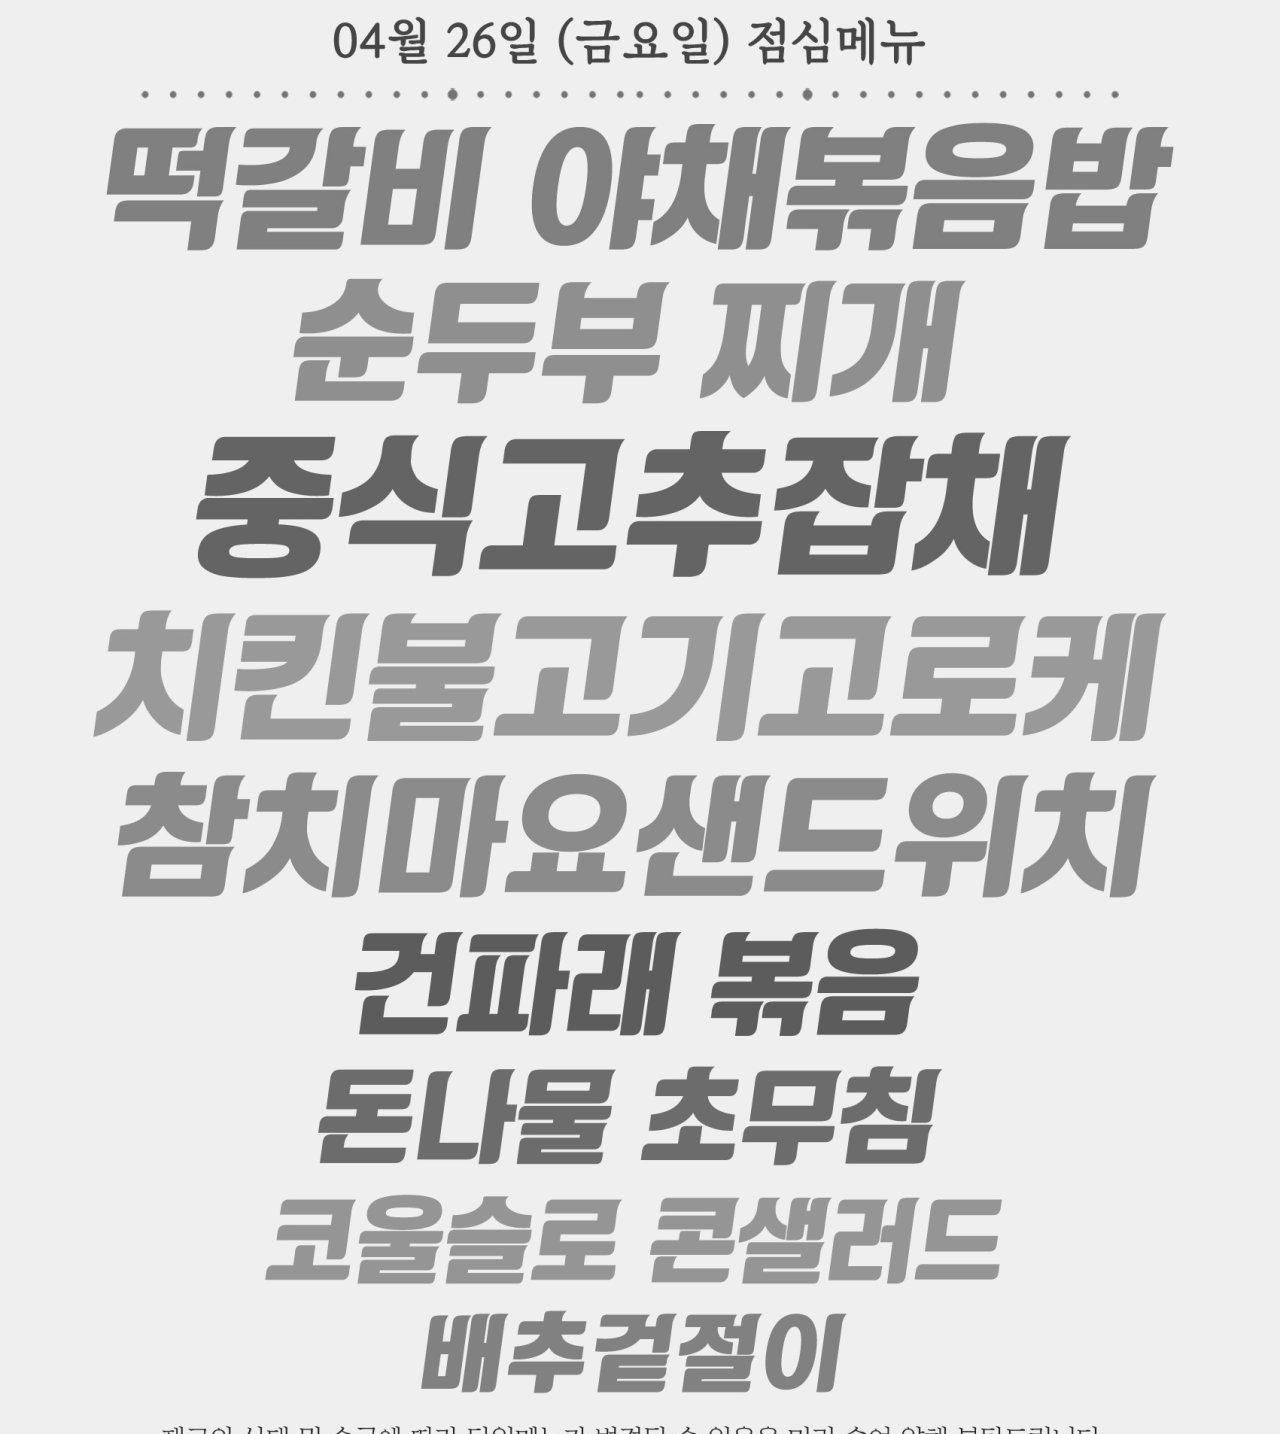 04월 26일 (금요일) 점심메뉴
떡갈비 야채볶음밥
순두부 찌개
중식고추잡채
치킨불고기고로케
참치마요샌드위치
건파래 볶음
돈나물 초무침
코울슬로 콘샐러드
배추겉절이